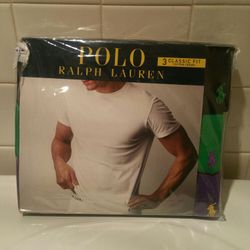 POLO
RALPH LAUREN
3 CLASSIC FIT